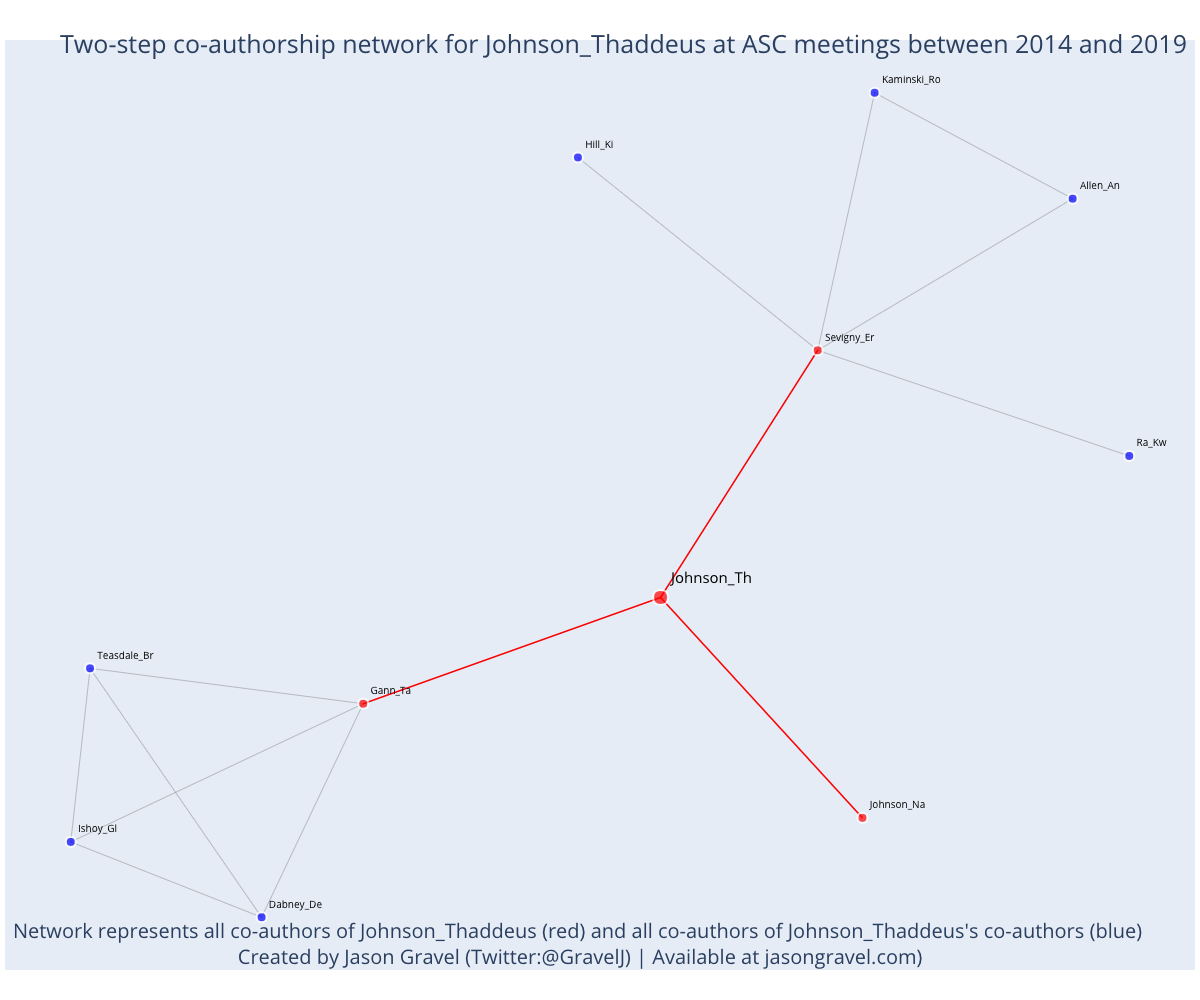 Two-step co-authorship network for Johnson_Thaddeus at ASC meetings between 2014 and 2019
Kaminski_Ro
Hill_Ki
Allen_An
Sevigny_Er
Ra_Kw
Johnson_Th
Teasdale_Br
Gann_Ta
Johnson_Na
Ishoy_Gl
Dabney_De
Network represents all co-authors of Johnson_Thaddeus (red) and all co-authors of Johnson_Thaddeus's co-authors (blue)
Created by Jason Gravel (Twitter:@GravelJ) | Available at jasongravel.com)